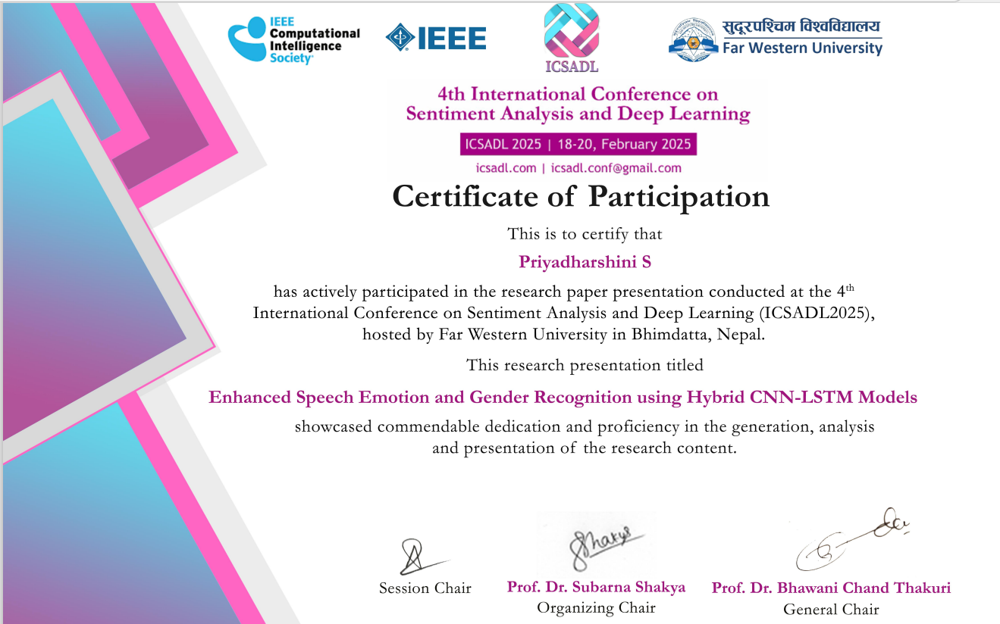 IEEE
Computational
Intelligence
Society
IEEE
ICSADL
सुदूरपश्चिम विश्वविद्यालय
Far Western University
4th International Conference on
Sentiment Analysis and Deep Learning
ICSADL 2025 | 18-20, February 2025
icsadl.com | icsadl.conf@gmail.com
Certificate of Participation
This is to certify that
Priyadharshini S
has actively participated in the research paper presentation conducted at the 4th
International Conference on Sentiment Analysis and Deep Learning (ICSADL2025),
hosted by Far Western University in Bhimdatta, Nepal.
This research presentation titled
Enhanced Speech Emotion and Gender Recognition using Hybrid CNN-LSTM Models
showcased commendable dedication and proficiency in the generation, analysis
and presentation of the research content.
Shakya
Session Chair
Prof. Dr. Subarna Shakya
Organizing Chair
Prof. Dr. Bhawani Chand Thakuri
General Chair